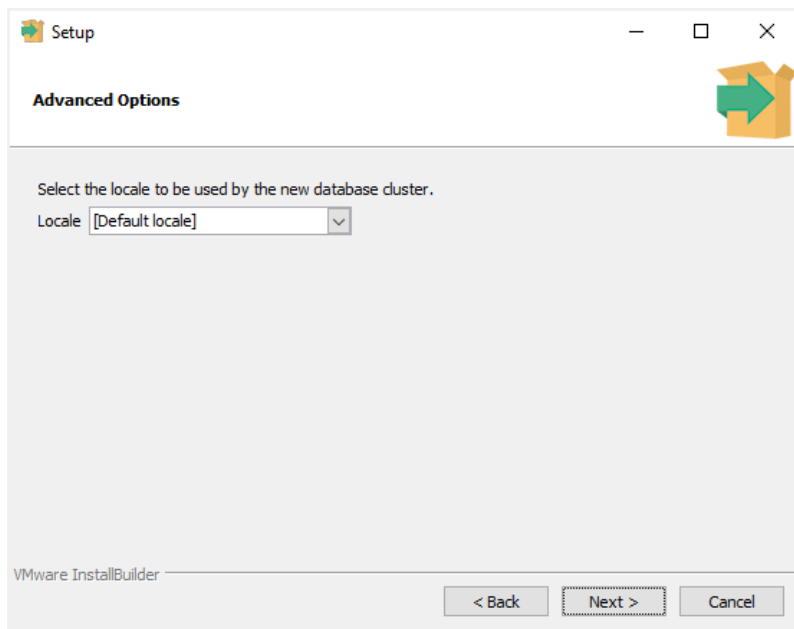 Setup
Advanced Options
Select the locale to be used by the new database cluster.
Locale [Default locale]
VMware InstallBuilder
< Back Next > Cancel